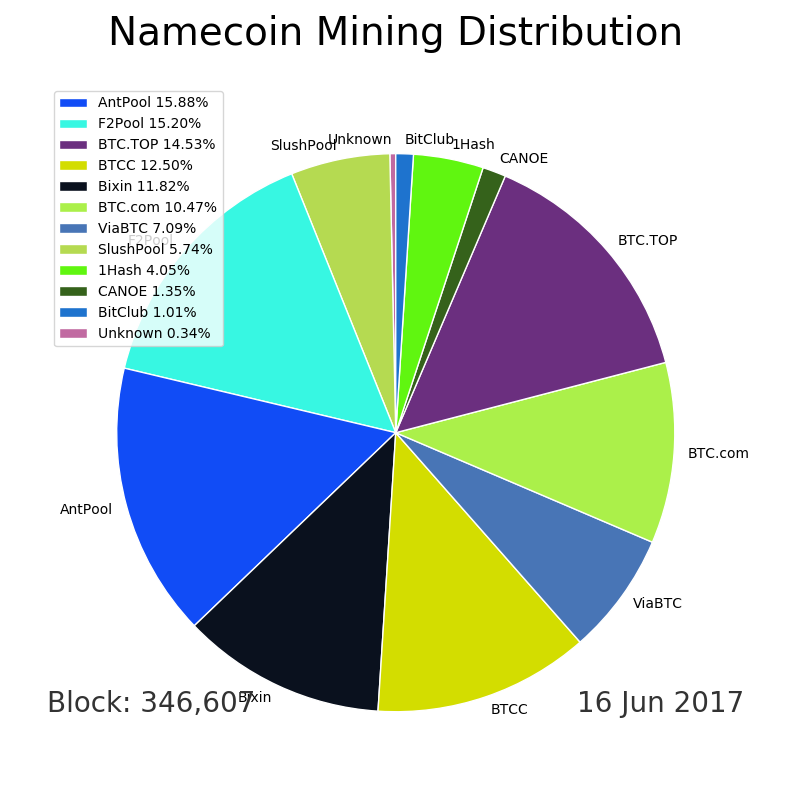 Namecoin Mining Distribution
AntPool 15.88%
F2Pool 15.20%
BTC.TOP 14.53%
BTCC 12.50%
Bixin 11.82%
BTC.com 10.47%
ViaBTC 7.09%
SlushPool 5.74%
1Hash 4.05%
CANOE 1.35%
BitClub 1.01%
Unknown 0.34%
SlushPool
Unknown
BitClub
1Hash
CANOE
F2Pool
BTC.TOP
BTC.com
AntPool
ViaBTC
Bixin
BTCC
Block: 346,607
16 Jun 2017